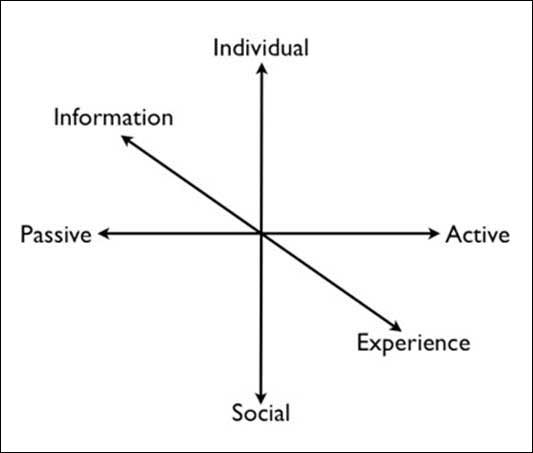 Individual
Information
Passive
Active
Experience
Social